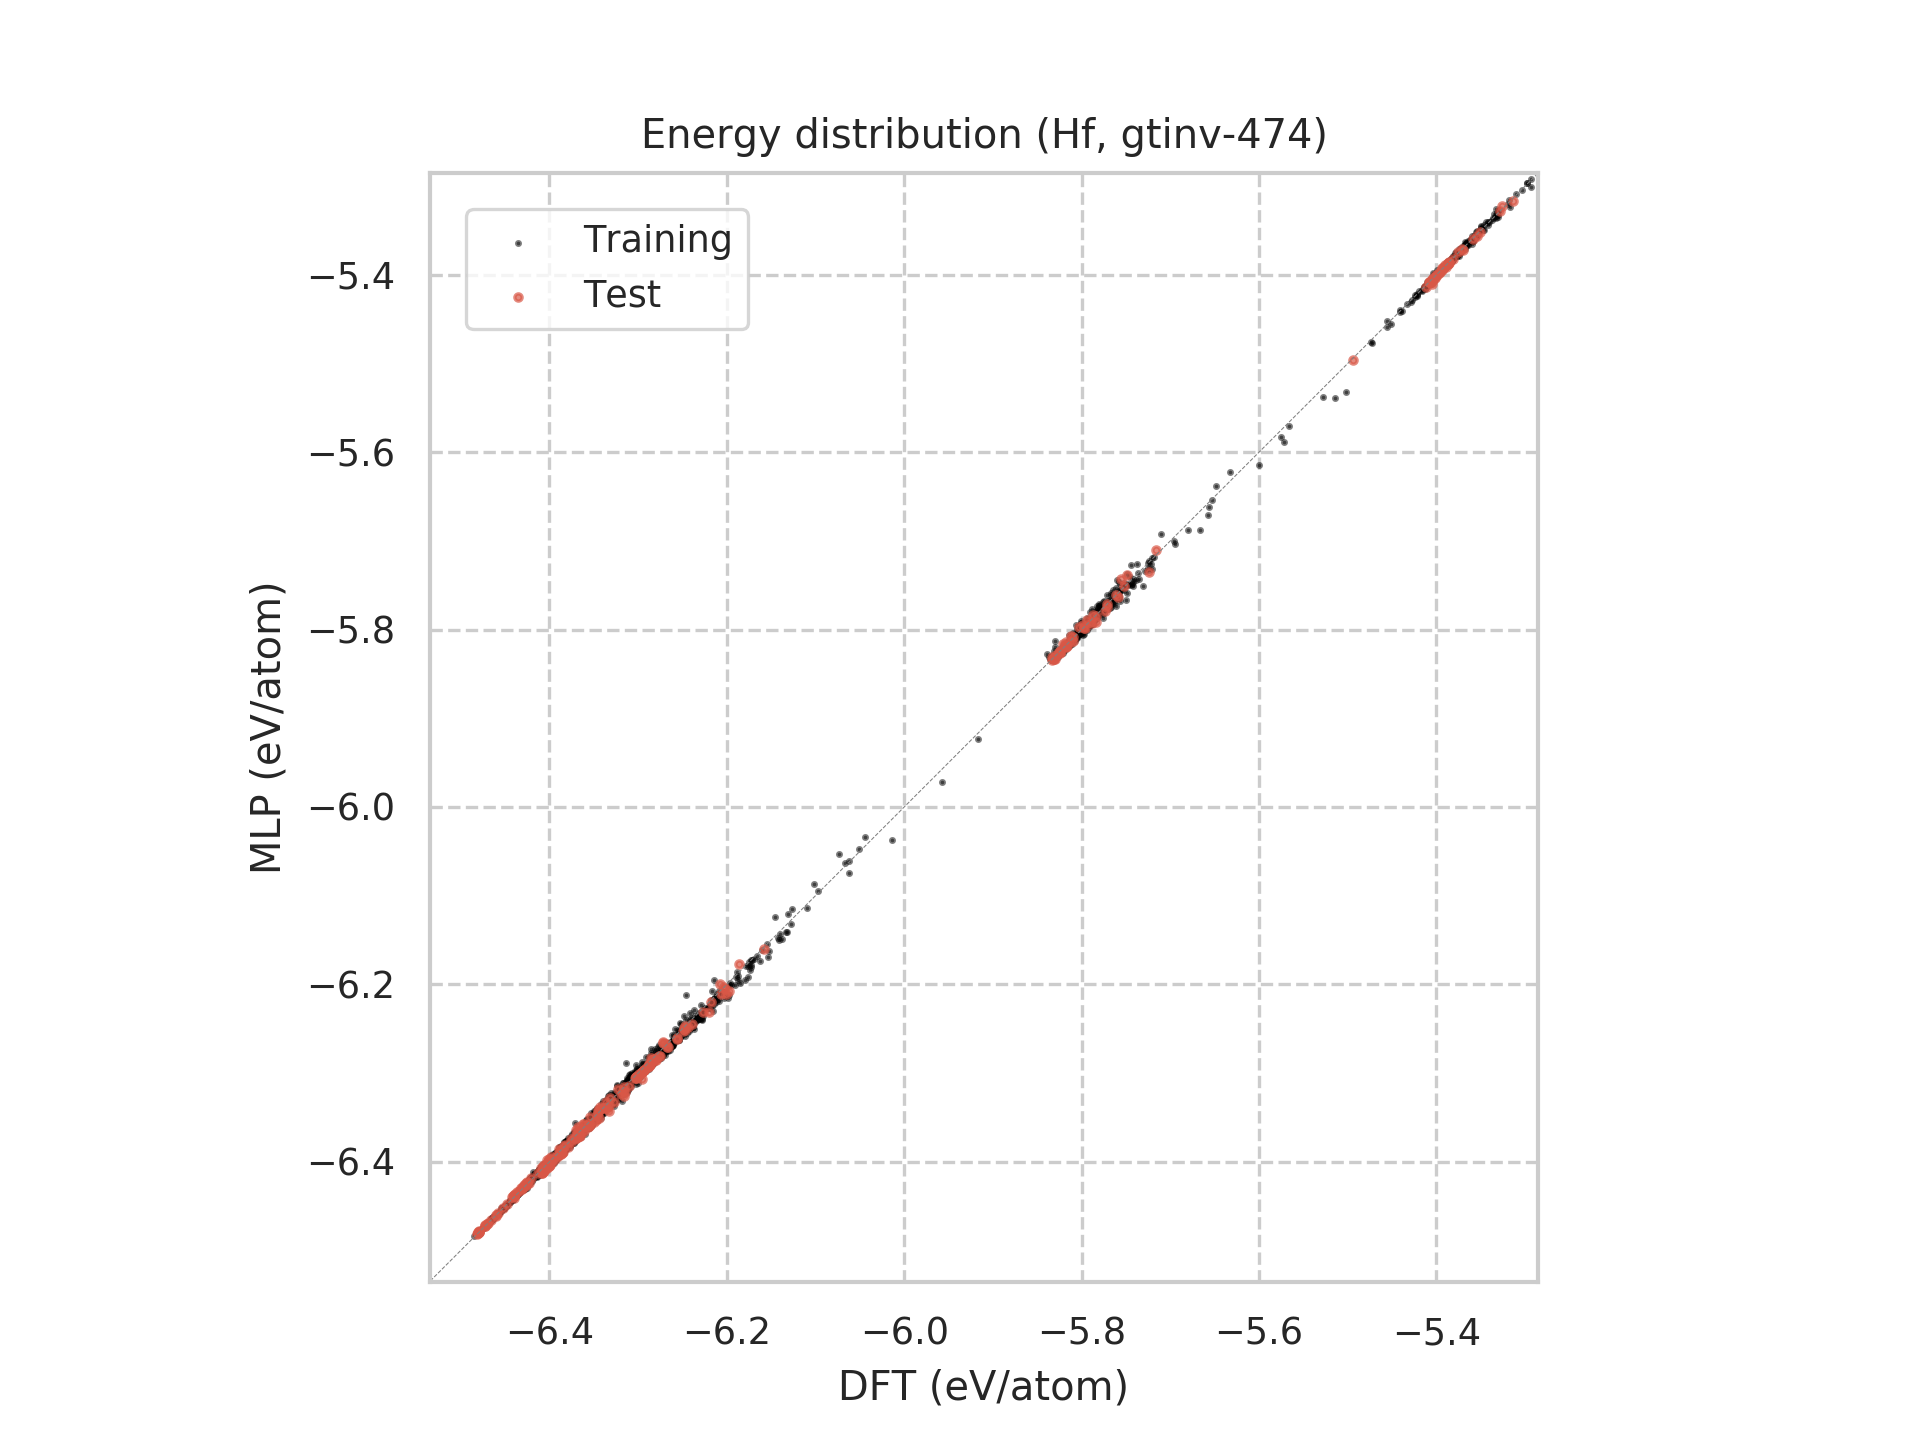 Energy distribution (Hf, gtinv-474)
Training
Test
MLP (eV/atom)
−5.4
−5.6
−5.8
−6.0
−6.2
−6.4
−6.4 −6.2 −6.0 −5.8 −5.6 −5.4
DFT (eV/atom)